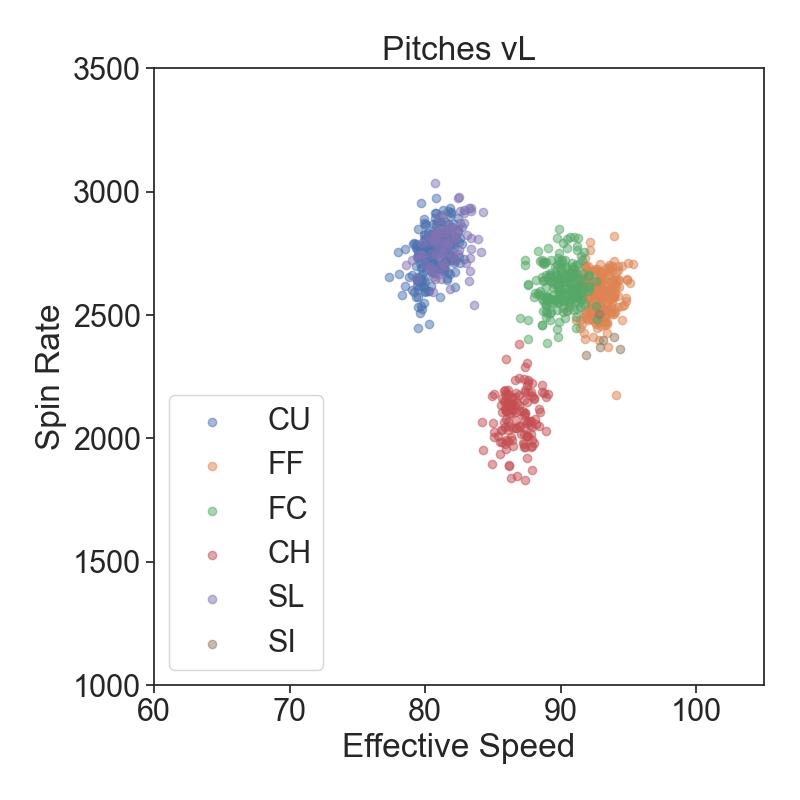 Pitches vL
3500
3000
2500
2000
1500
1000
Spin Rate
CU
FF
FC
CH
SL
SI
60
70
80
90
100
Effective Speed